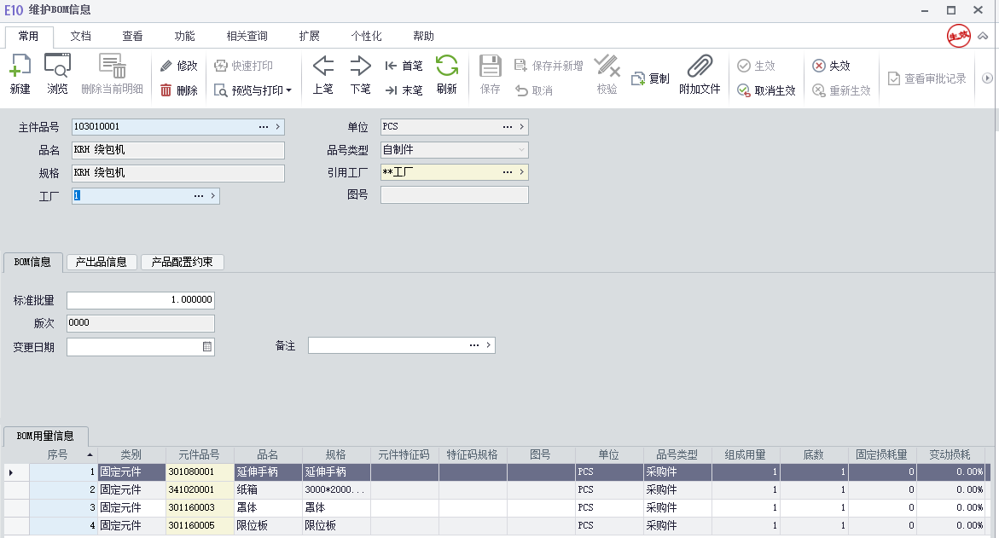 E10 维护BOM信息
常用 文档 查看 功能 相关查询 扩展 个性化 帮助
生效
新建 浏览 删除当前明细 修改 删除 快速打印 预览与打印 上笔 下笔 首笔 末笔 刷新 保存 保存并新增 取消 校验 复制 附加文件 生效 取消生效 失效 重新生效 查看审批记录
主件品号 103010001 单位 PCS
品名 KRH 绕包机 品号类型 自制件
规格 KRH 绕包机 引用工厂 **工厂
工厂 1 图号
BOM信息 产出品信息 产品配置约束
标准批量 1.000000
版次 0000
变更日期 备注
BOM用量信息
序号 类别 元件品号 品名 规格 元件特征码 特征码规格 图号 单位 品号类型 组成用量 底数 固定损耗量 变动损耗
1 固定元件 301080001 延伸手柄 延伸手柄 PCS 采购件 1 1 0 0.00%
2 固定元件 341020001 纸箱 3000*2000... PCS 采购件 1 1 0 0.00%
3 固定元件 301160003 罩体 罩体 PCS 采购件 1 1 0 0.00%
4 固定元件 301160005 限位板 限位板 PCS 采购件 1 1 0 0.00%